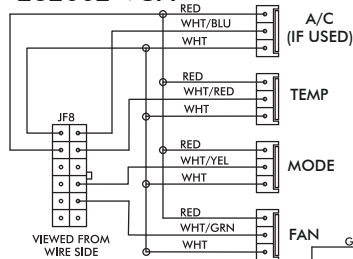 RED
WHT/BLU
WHT
A/C
(IF USED)
RED
WHT/RED
WHT
TEMP
JF8
RED
WHT/YEL
WHT
MODE
RED
WHT/GRN
WHT
FAN
VIEWED FROM
WIRE SIDE
G